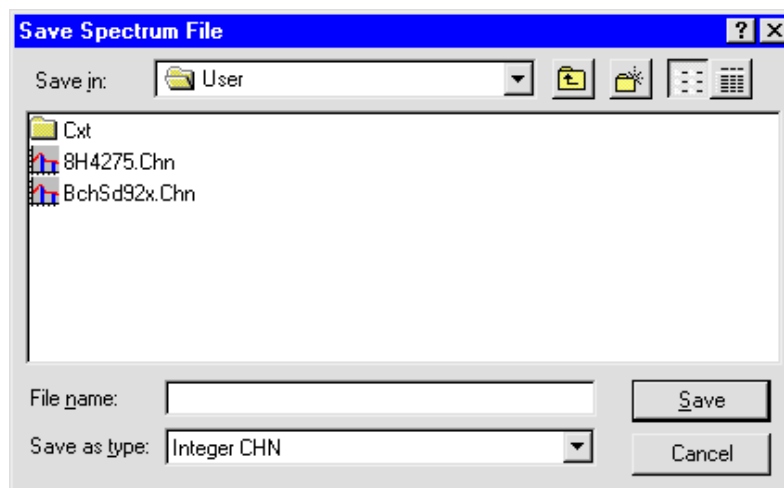 Save Spectrum File
Save in: User
Cxt
8H4275.Chn
BchSd92x.Chn
File name: Save
Save as type: Integer CHN Cancel